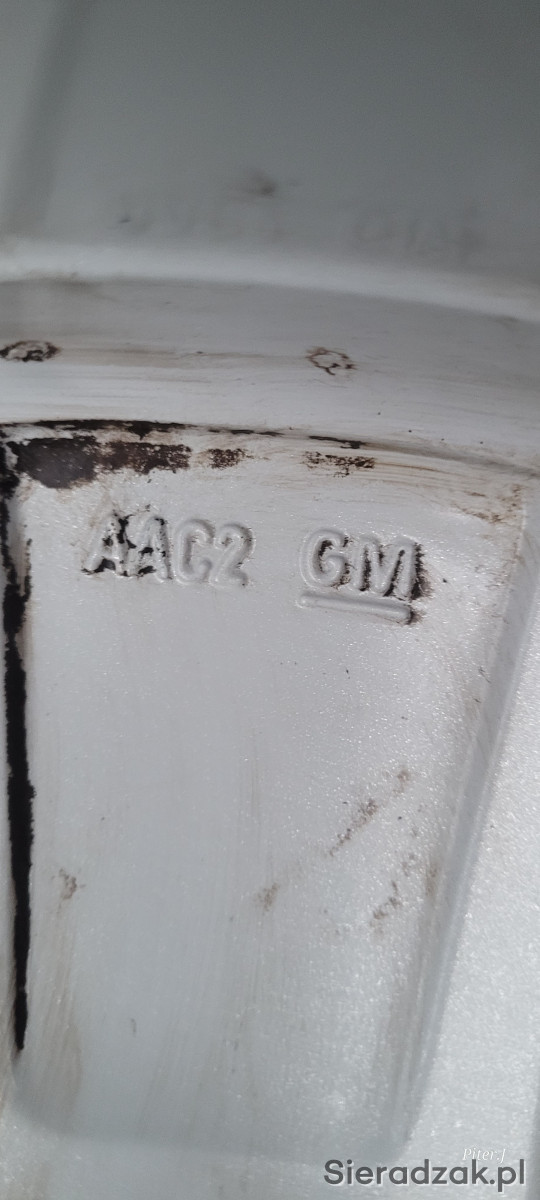 AAC2 GM
Piter.J
Sieradzak.pl